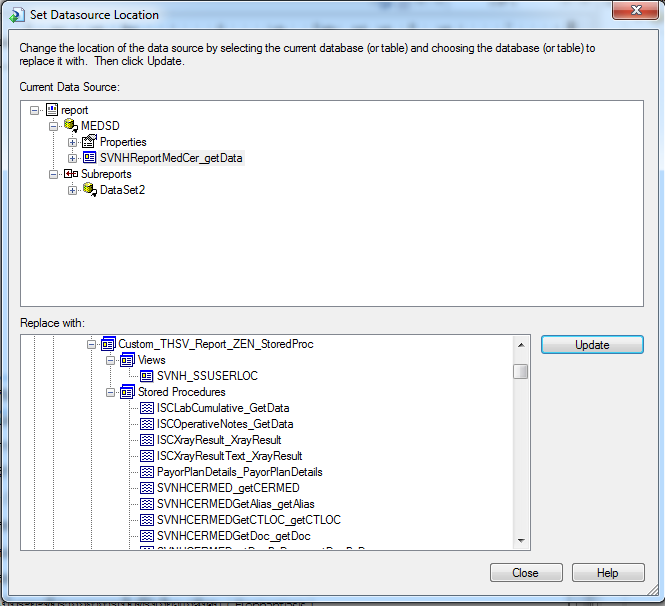 Set Datasource Location
Change the location of the data source by selecting the current database (or table) and choosing the database (or table) to
replace it with.  Then click Update.
Current Data Source:
report
MEDSD
Properties
SVNHReportMedCer_getData
Subreports
DataSet2
Replace with:
Custom_THSV_Report_ZEN_StoredProc
Update
Views
SVNH_SSUSERLOC
Stored Procedures
ISCLabCumulative_GetData
ISCOperativeNotes_GetData
ISCXrayResult_XrayResult
ISCXrayResultText_XrayResult
PayorPlanDetails_PayorPlanDetails
SVNHCERMED_getCERMED
SVNHCERMEDGetAlias_getAlias
SVNHCERMEDGetCTLOC_getCTLOC
SVNHCERMEDGetDoc_getDoc
Close
Help